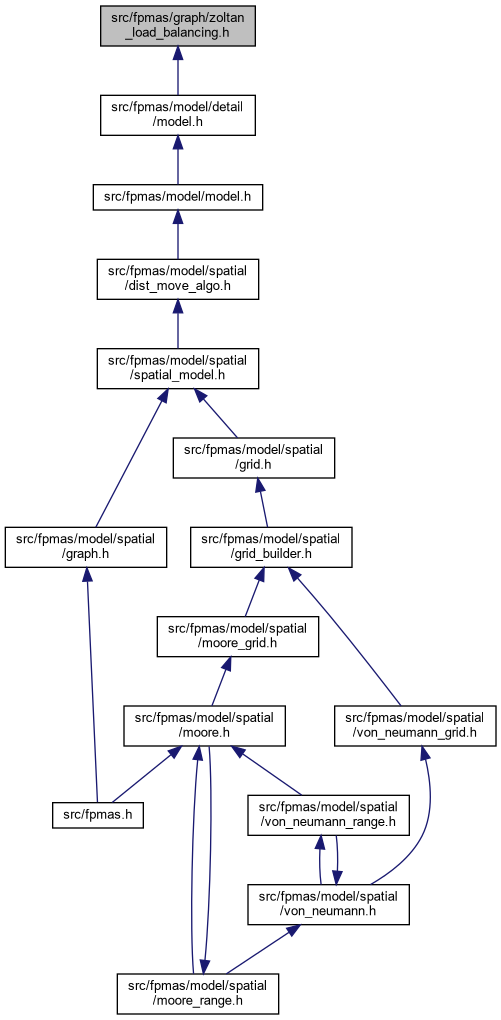 src/fpmas/graph/zoltan
_load_balancing.h
src/fpmas/model/detail
/model.h
src/fpmas/model/model.h
src/fpmas/model/spatial
/dist_move_algo.h
src/fpmas/model/spatial
/spatial_model.h
src/fpmas/model/spatial
/grid.h
src/fpmas/model/spatial
/graph.h
src/fpmas/model/spatial
/grid_builder.h
src/fpmas/model/spatial
/moore_grid.h
src/fpmas/model/spatial
/moore.h
src/fpmas/model/spatial
/von_neumann_grid.h
src/fpmas.h
src/fpmas/model/spatial
/von_neumann_range.h
src/fpmas/model/spatial
/von_neumann.h
src/fpmas/model/spatial
/moore_range.h